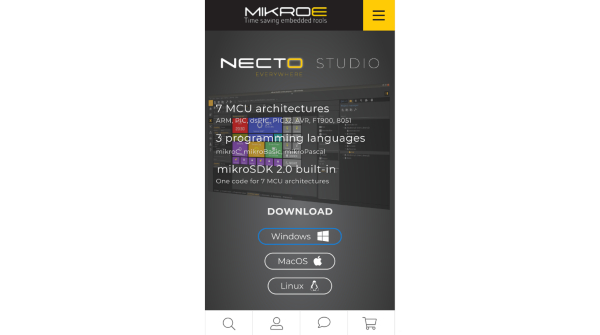 MIKROE
Time saving embedded tools
NECTO STUDIO
EVERYWHERE
7 MCU architectures
ARM, PIC, dsPIC, PIC32, AVR, FT900, 8051
3 programming languages
mikroC, mikroBasic, mikroPascal
mikroSDK 2.0 built-in
One code for 7 MCU architectures
DOWNLOAD
Windows
MacOS
Linux